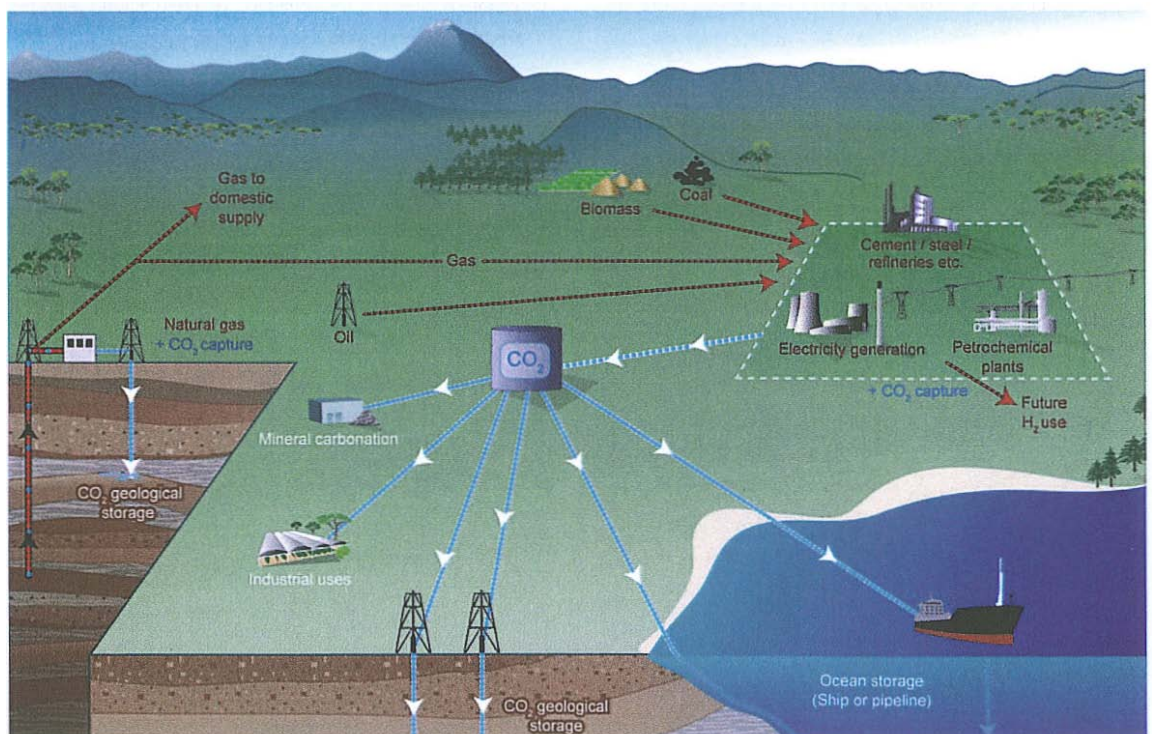 Gas to
domestic
supply
Biomass
Coal
Cement / steel /
refineries etc.
Gas
Natural gas
+ CO₂ capture
Oil
CO₂
Electricity generation
Petrochemical
plants
+ CO₂ capture
Future
H₂ use
Mineral carbonation
CO₂ geological
storage
Industrial uses
Ocean storage
(Ship or pipeline)
CO₂ geological
storage